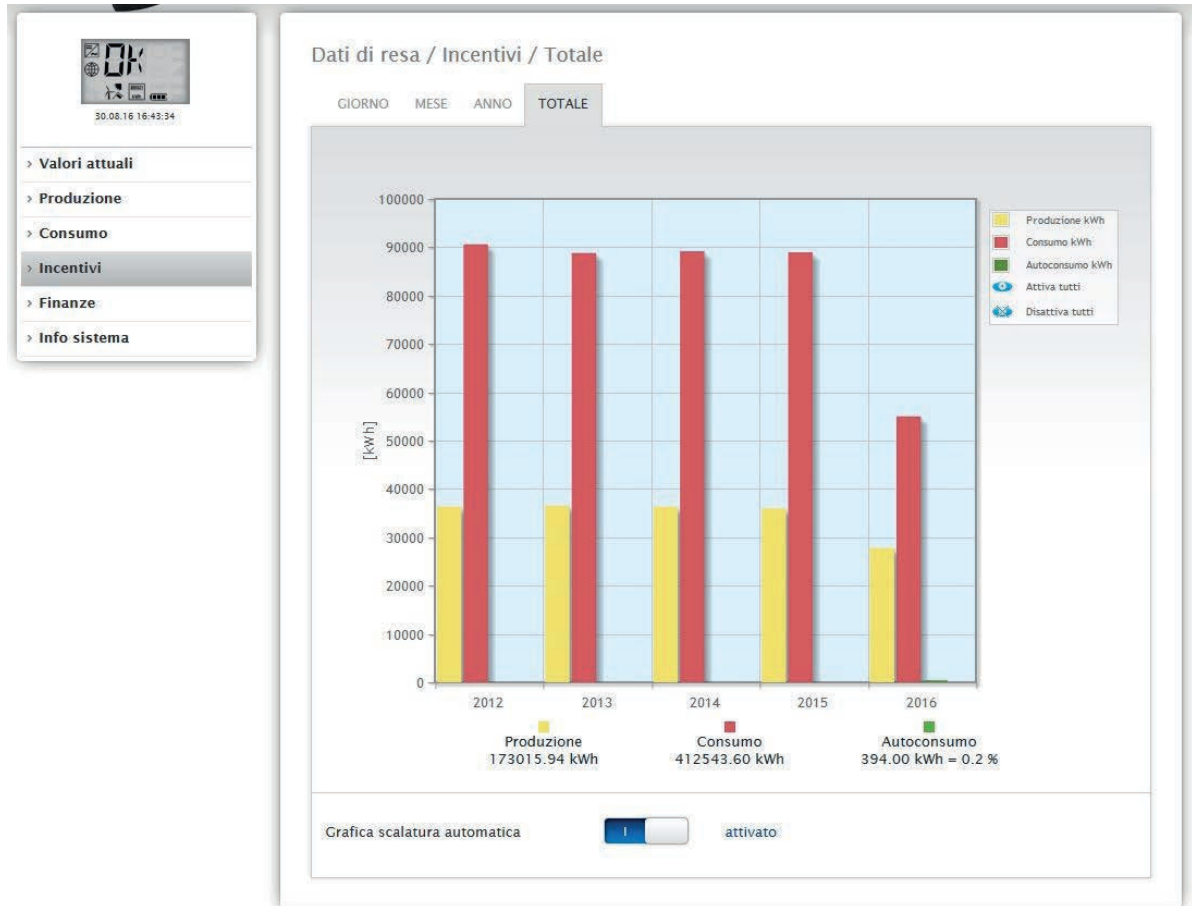 OK
30.08.16 16:43:34
› Valori attuali
› Produzione
› Consumo
› Incentivi
› Finanze
› Info sistema
Dati di resa / Incentivi / Totale
GIORNO MESE ANNO TOTALE
100000
90000
80000
70000
60000
50000
40000
30000
20000
10000
0
[kWh]
2012 2013 2014 2015 2016
Produzione kWh
Consumo kWh
Autoconsumo kWh
Attiva tutti
Disattiva tutti
Produzione Consumo Autoconsumo
173015.94 kWh 412543.60 kWh 394.00 kWh = 0.2 %
Grafica scalatura automatica I attivato